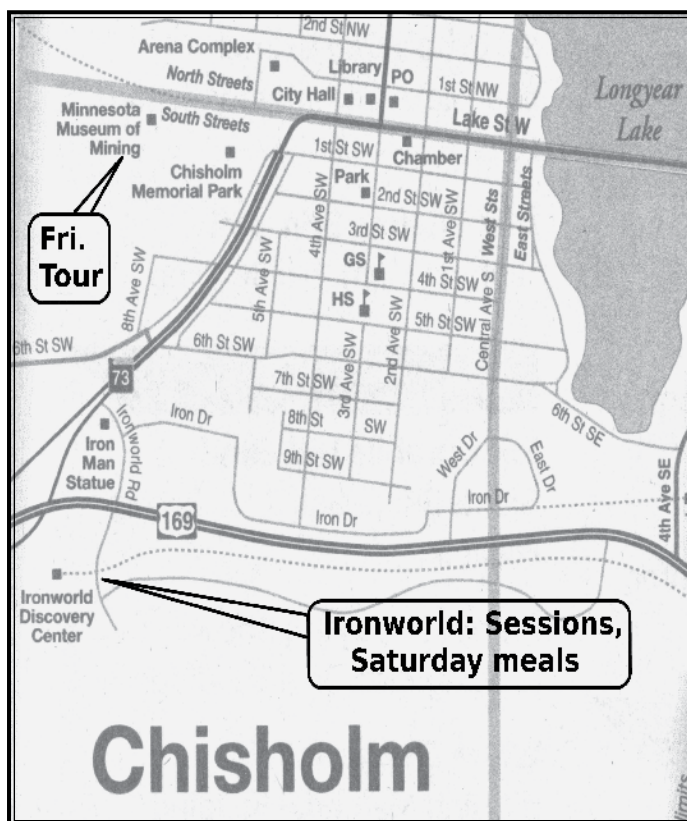 2nd St NW
Arena Complex
North Streets
Library
PO
City Hall
1st St NW
Longyear
Lake
Minnesota
Museum of
Mining
South Streets
Lake St W
1st St SW
Chamber
Chisholm
Memorial Park
Park
2nd St SW
4th Ave SW
1st Ave SW
West Sts
East Streets
Fri.
Tour
3rd St SW
GS
4th St SW
8th Ave SW
5th Ave SW
HS
5th St SW
Central Ave S
6th St SW
6th St SW
3rd Ave SW
2nd Ave SW
73
7th St SW
8th St
SW
6th St SE
Iron Dr
Iron
Man
Statue
Ironworld Rd
9th St SW
West Dr
East Dr
Iron Dr
4th Ave SE
169
Iron Dr
Ironworld
Discovery
Center
Ironworld: Sessions,
Saturday meals
Chisholm